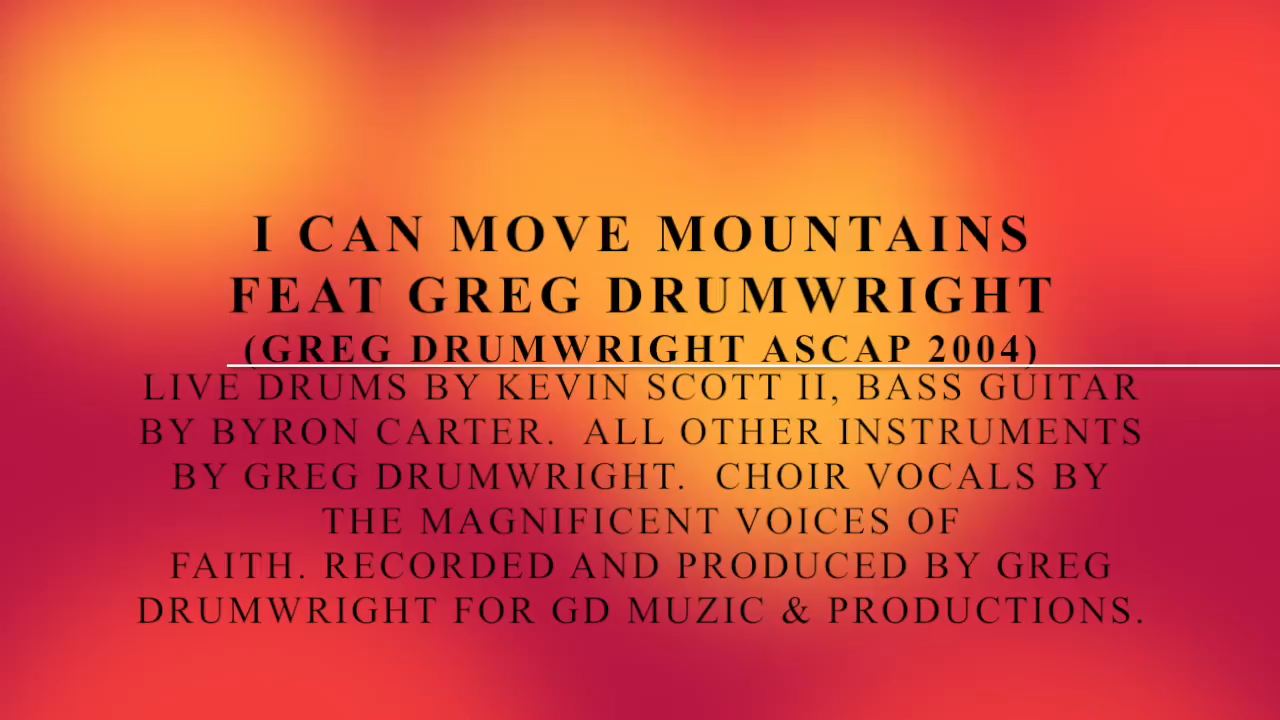 I CAN MOVE MOUNTAINS
FEAT GREG DRUMWRIGHT
(GREG DRUMWRIGHT ASCAP 2004)
LIVE DRUMS BY KEVIN SCOTT II, BASS GUITAR
BY BYRON CARTER.  ALL OTHER INSTRUMENTS
BY GREG DRUMWRIGHT.  CHOIR VOCALS BY
THE MAGNIFICENT VOICES OF
FAITH. RECORDED AND PRODUCED BY GREG
DRUMWRIGHT FOR GD MUZIC & PRODUCTIONS.